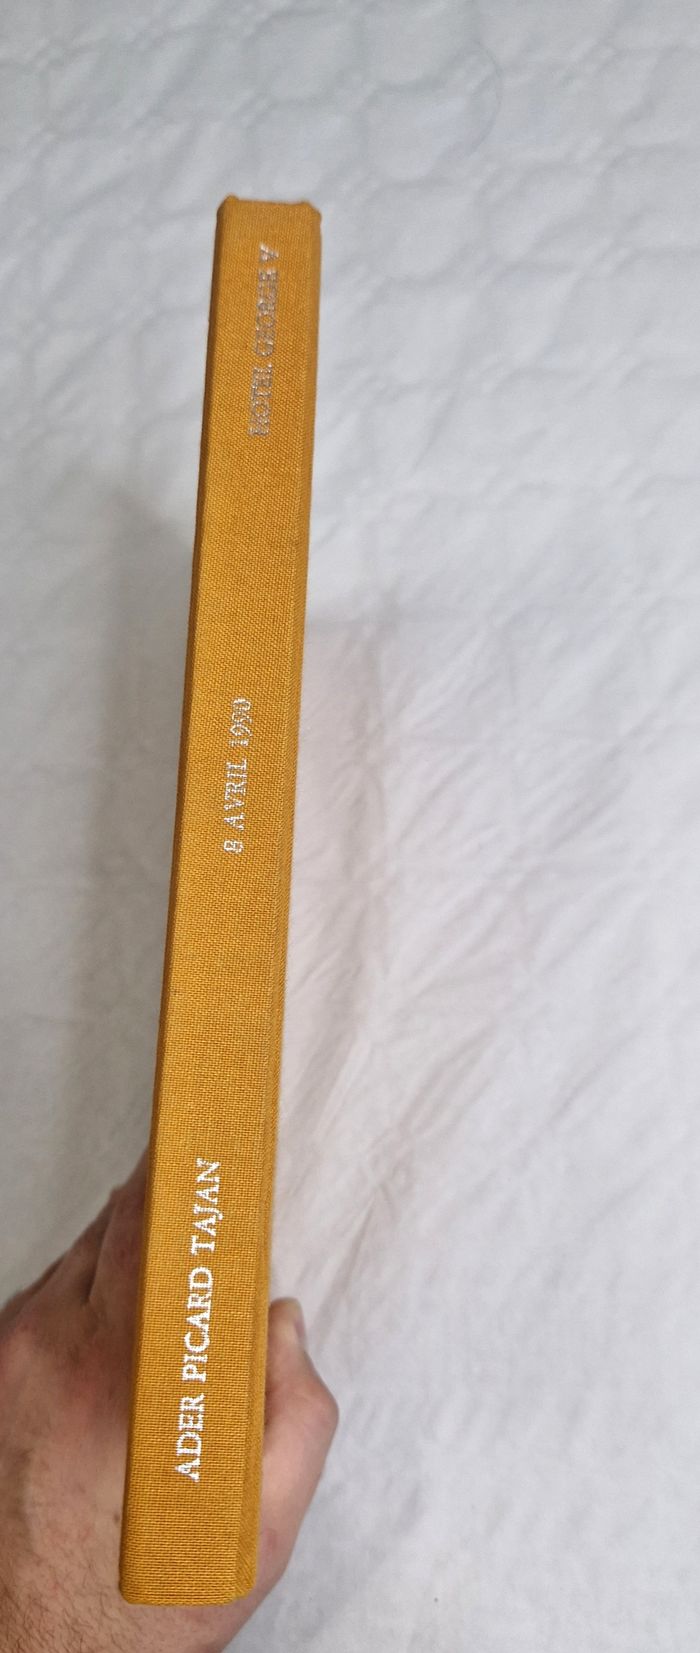 ADER PICARD TAJAN
8 AVRIL 1990
HOTEL GEORGE V